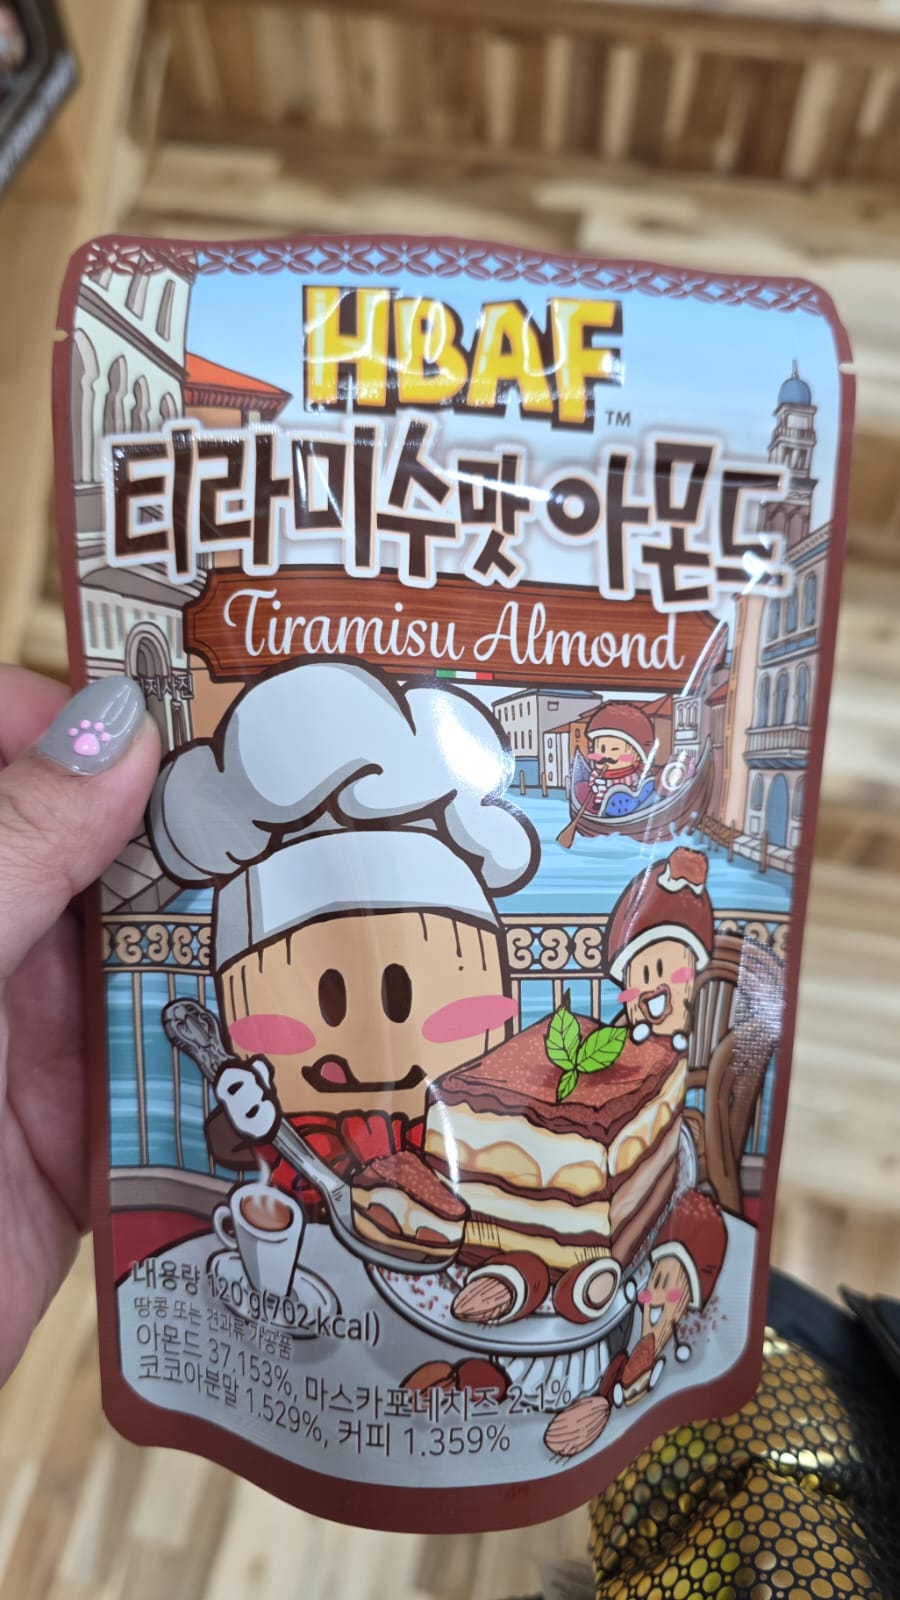 HBAF
TM
티라미수맛 아몬드
Tiramisu Almond
내용량 120 g(702 kcal)
땅콩 또는 견과류가공품
아몬드 37.153%, 마스카포네치즈 2.1%
코코아분말 1.529%, 커피 1.359%